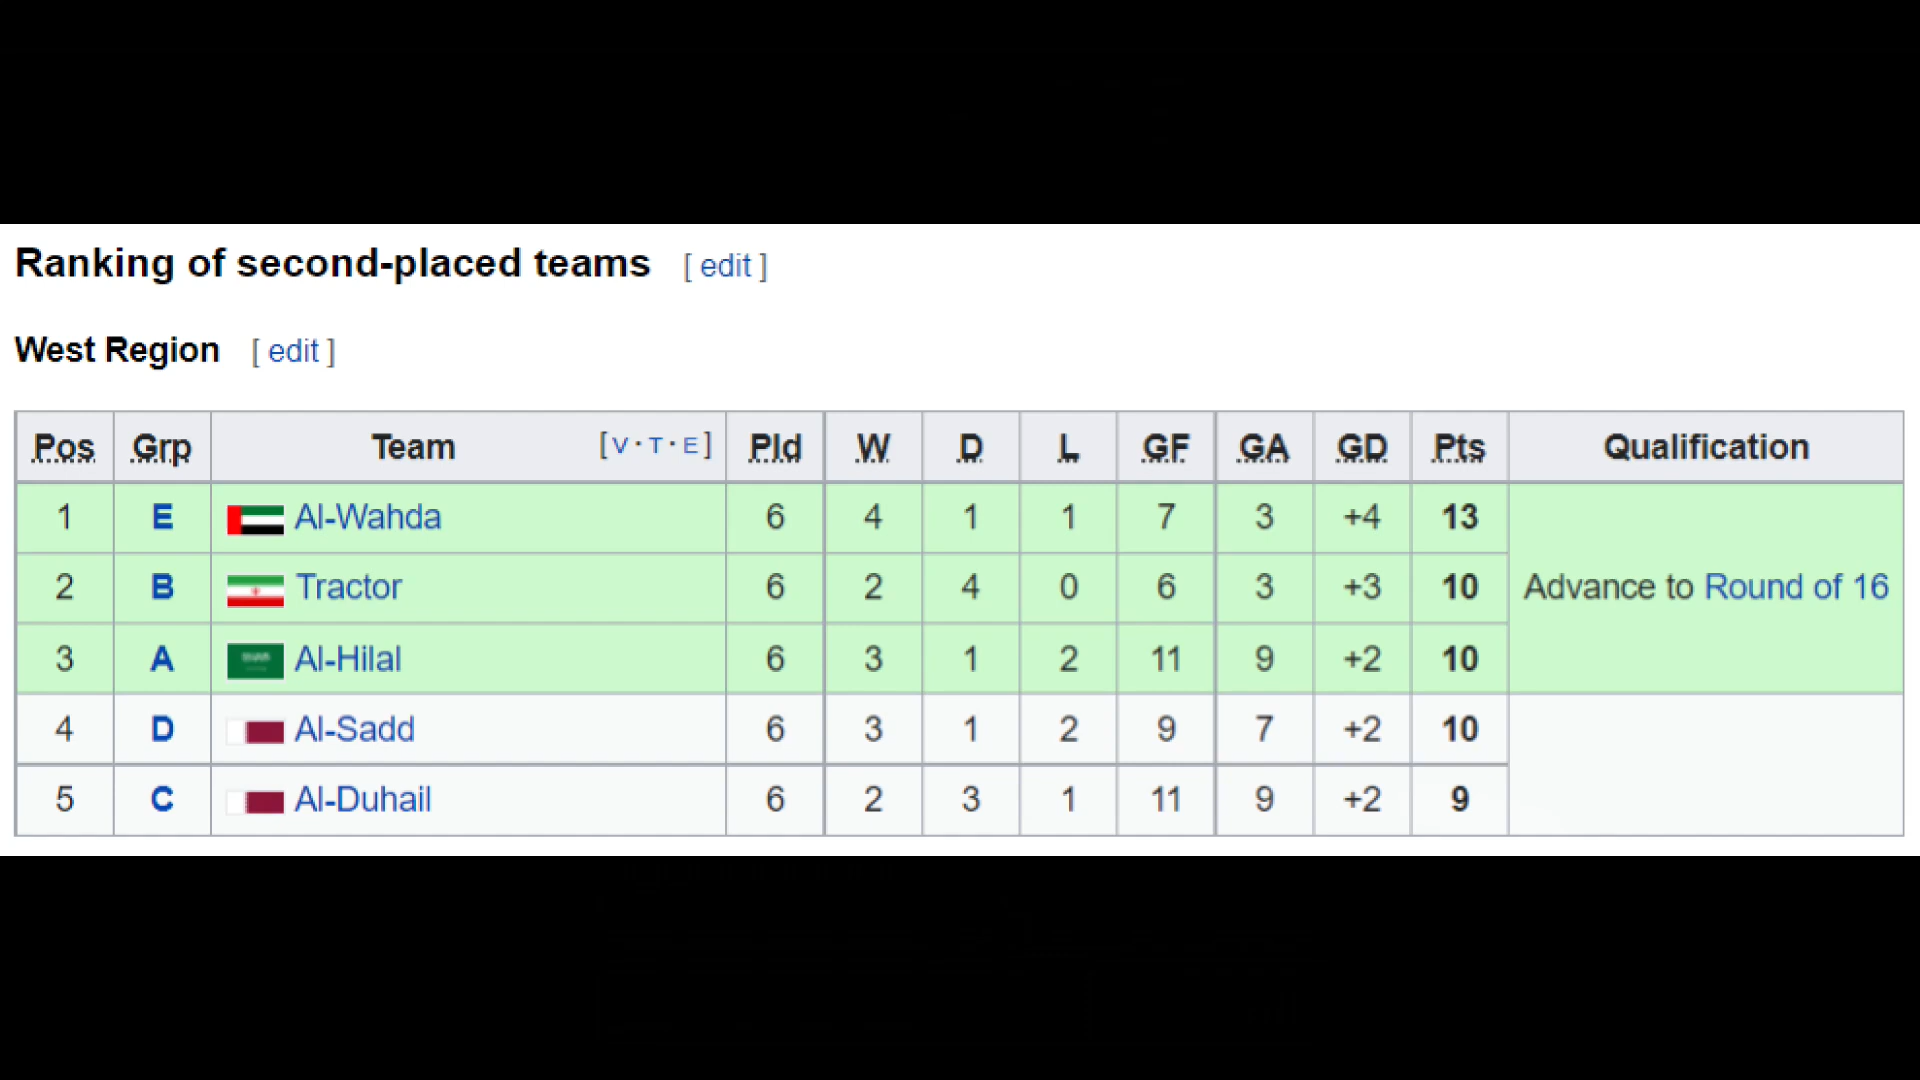 Ranking of second-placed teams [ edit ]
West Region [ edit ]
Pos Grp Team [V·T·E] Pld W D L GF GA GD Pts Qualification
1 E Al-Wahda 6 4 1 1 7 3 +4 13
2 B Tractor 6 2 4 0 6 3 +3 10 Advance to Round of 16
3 A Al-Hilal 6 3 1 2 11 9 +2 10
4 D Al-Sadd 6 3 1 2 9 7 +2 10
5 C Al-Duhail 6 2 3 1 11 9 +2 9